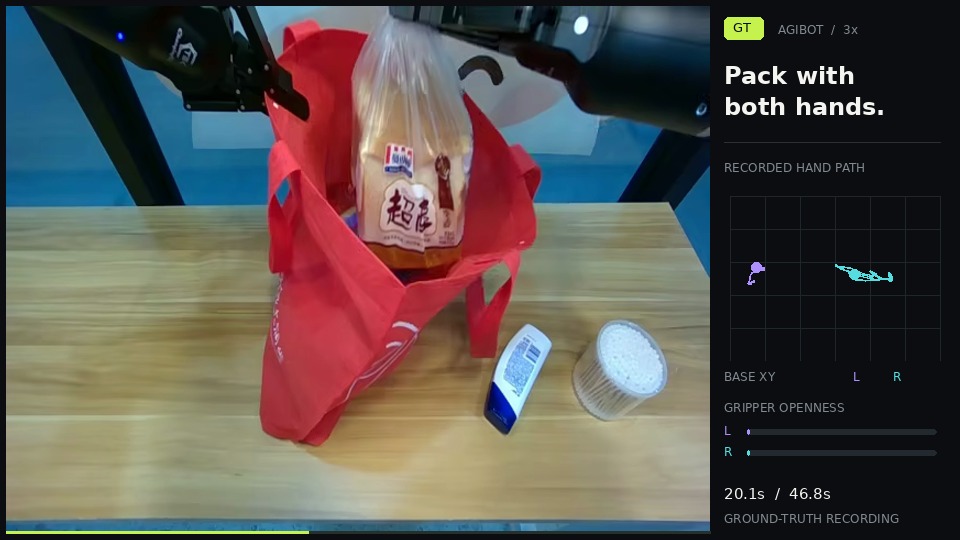 GT
AGIBOT / 3x
Pack with
both hands.
RECORDED HAND PATH
BASE XY
L
R
GRIPPER OPENNESS
L
R
20.1s / 46.8s
GROUND-TRUTH RECORDING
超